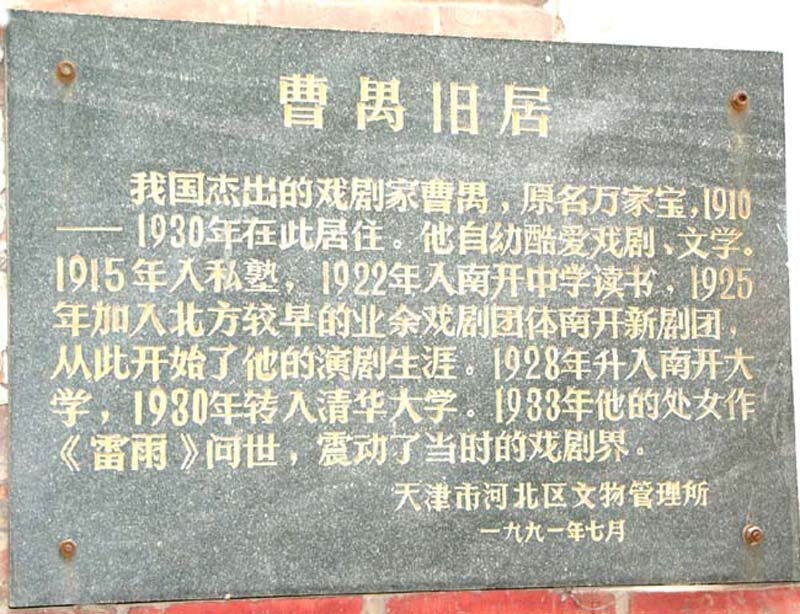 曹禺旧居
我国杰出的戏剧家曹禺，原名万家宝，1910
——1930年在此居住。他自幼酷爱戏剧、文学。
1915年入私塾，1922年入南开中学读书，1925
年加入北方较早的业余戏剧团体南开新剧团，
从此开始了他的演剧生涯。1928年升入南开大
学，1930年转入清华大学。1933年他的处女作
《雷雨》问世，震动了当时的戏剧界。
天津市河北区文物管理所
一九九一年七月